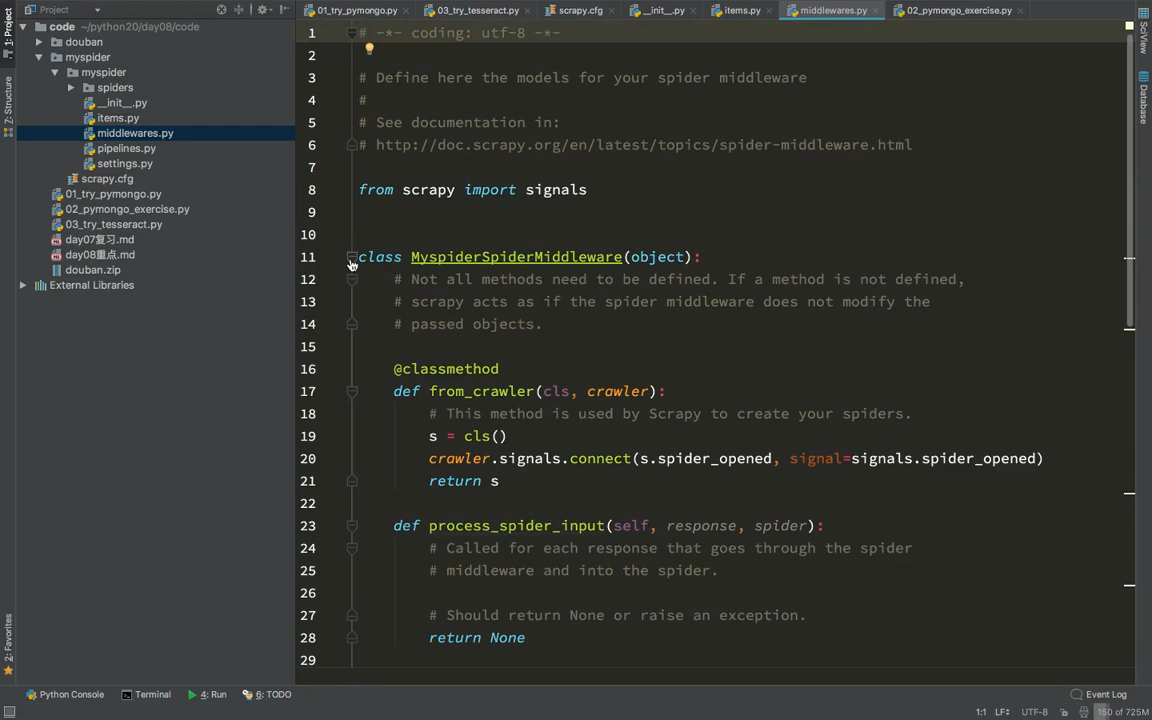 Project
01_try_pymongo.py
03_try_tesseract.py
scrapy.cfg
__init__.py
items.py
middlewares.py
02_pymongo_exercise.py
1: Project
Z: Structure
2: Favorites
SciView
Database
code ~/python20/day08/code
douban
myspider
myspider
spiders
__init__.py
items.py
middlewares.py
pipelines.py
settings.py
scrapy.cfg
01_try_pymongo.py
02_pymongo_exercise.py
03_try_tesseract.py
day07复习.md
day08重点.md
douban.zip
External Libraries
1 # -*- coding: utf-8 -*-
2
3 # Define here the models for your spider middleware
4 #
5 # See documentation in:
6 # http://doc.scrapy.org/en/latest/topics/spider-middleware.html
7
8 from scrapy import signals
9
10
11 class MyspiderSpiderMiddleware(object):
12 # Not all methods need to be defined. If a method is not defined,
13 # scrapy acts as if the spider middleware does not modify the
14 # passed objects.
15
16 @classmethod
17 def from_crawler(cls, crawler):
18 # This method is used by Scrapy to create your spiders.
19 s = cls()
20 crawler.signals.connect(s.spider_opened, signal=signals.spider_opened)
21 return s
22
23 def process_spider_input(self, response, spider):
24 # Called for each response that goes through the spider
25 # middleware and into the spider.
26
27 # Should return None or raise an exception.
28 return None
29
Python Console
Terminal
4: Run
6: TODO
Event Log
1:1
LF
UTF-8
150 of 725M